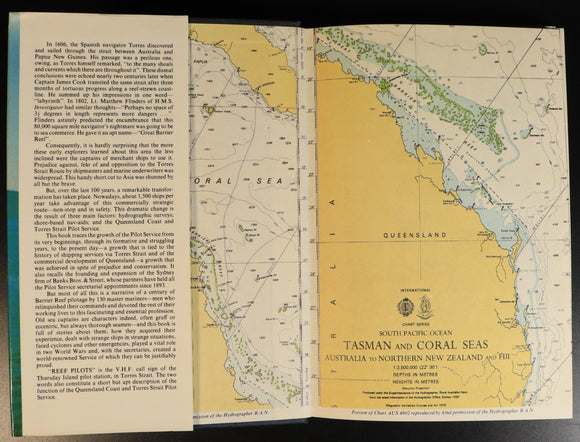 In 1606, the Spanish navigator Torres discovered
and sailed through the strait between Australia and
Papua New Guinea. His passage was a perilous one,
owing, as Torres himself remarked, "to the many shoals
and currents which there are throughout it". These dismal
conclusions were echoed nearly two centuries later when
Captain James Cook transited the same strait after three
months of tortuous progress along a reef-strewn coast-
line. He summed up his impressions in one word—
"labyrinth". In 1802, Lt. Matthew Flinders of H.M.S.
Investigator had similar thoughts—"Perhaps no space of
3½ degrees in length represents more dangers . . ."
Flinders astutely predicted the encumbrance that this
80,000 square mile navigator's nightmare was going to be
to sea commerce. He gave it an apt name—"Great Barrier
Reef".
Consequently, it is hardly surprising that the more
these early explorers learned about this area the less
inclined were the captains of merchant ships to use it.
Prejudice against, fear of and opposition to the Torres
Strait Route by shipmasters and marine underwriters was
widespread. This handy short cut to Asia was shunned by
all but the brave.
But, over the last 100 years, a remarkable transfor-
mation has taken place. Nowadays, about 1,500 ships per
year take advantage of this commercially strategic
route—non-stop and in safety. This dramatic change is
the result of three main factors: hydrographic surveys;
shore-based nav-aids; and the Queensland Coast and
Torres Strait Pilot Service.
This book traces the growth of the Pilot Service from
its very beginnings, through its formative and struggling
years, to the present day—a growth that is tied to the
history of shipping services via Torres Strait and of the
commercial development of Queensland—a growth that
was achieved in spite of prejudice and conservatism. It
also recalls the founding and expansion of the Sydney
firm of Banks Bros & Street, whose partners have held all
the Pilot Service secretarial appointments since 1893.
But most of all this is a narrative of a century of
Barrier Reef pilotage by 130 master mariners—men who
relinquished their commands and devoted the rest of their
working lives to this fascinating and essential profession.
Old sea captains are characters indeed, often gruff or
eccentric, but always thorough seamen—and this book is
full of stories about them, how they acquired their
experience, dealt with strange ships in strange situations,
faced cyclones and other emergencies, played a vital role
in two World Wars and, with the secretaries, created a
world-renowned Service of which they can be justifiably
proud.
"REEF PILOTS" is the V.H.F. call sign of the
Thursday Island pilot station, in Torres Strait. The two
words also constitute a short but apt description of the
function of the Queensland Coast and Torres Strait Pilot
Service.
PAPUA
ORAL SEA
permission of the Hydrographer R.A.N.
QUEENSLAND
T R A L I A
INTERNATIONAL
CHART SERIES
SOUTH PACIFIC OCEAN
TASMAN AND CORAL SEAS
AUSTRALIA TO NORTHERN NEW ZEALAND AND FIJI
1:3,500,000 (22° 30')
DEPTHS IN METRES
HEIGHTS IN METRES
Portion of Chart AUS 4602 reproduced by kind permission of the Hydrographer R.A.N.